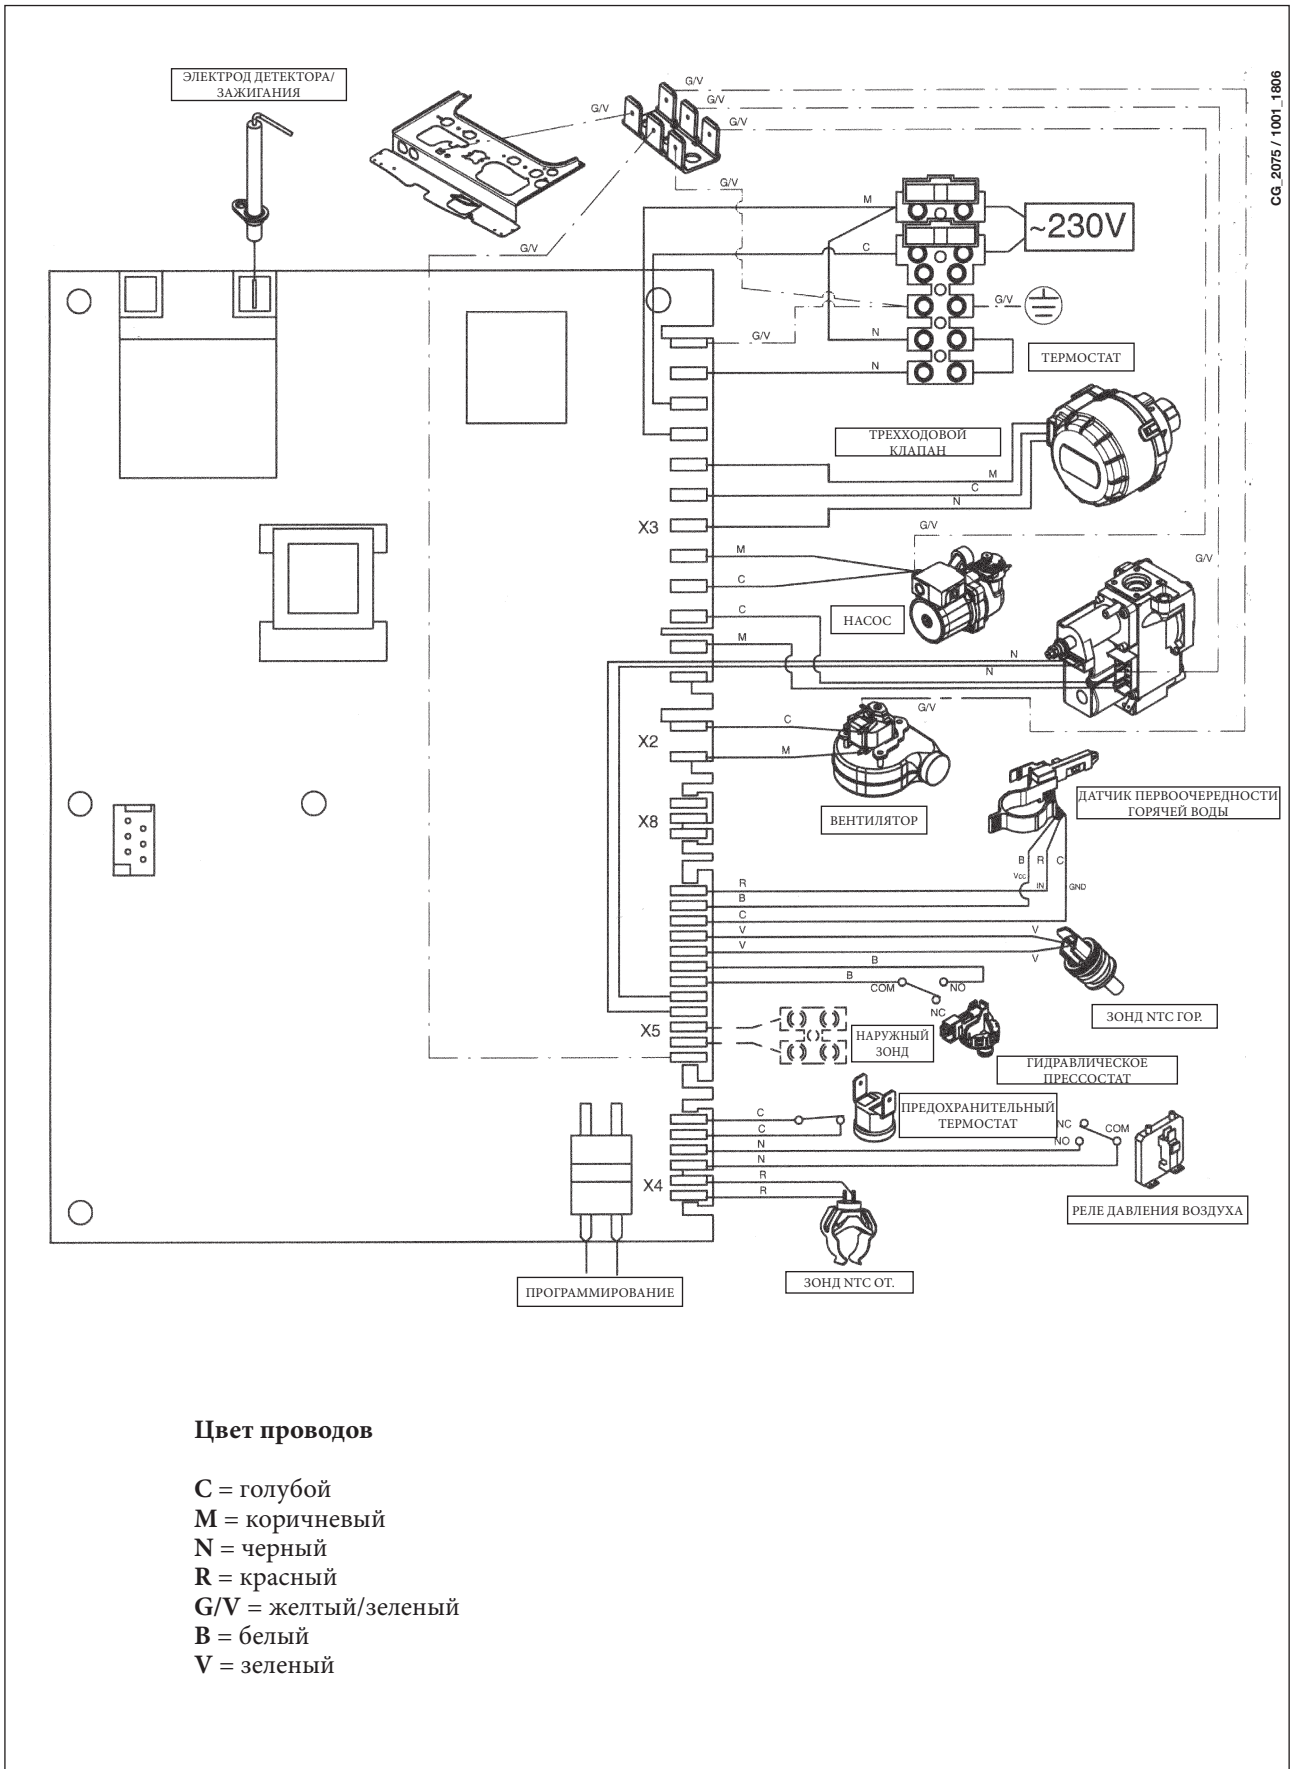 CG_2075 / 1001_1806
ЭЛЕКТРОД ДЕТЕКТОРА/
ЗАЖИГАНИЯ
G/V
G/V
G/V
G/V
G/V
G/V
M
~230V
C
G/V
G/V
N
ТЕРМОСТАТ
N
ТРЕХХОДОВОЙ
КЛАПАН
M
C
N
X3
G/V
M
G/V
C
C
НАСОС
M
N
N
G/V
C
X2
M
ДАТЧИК ПЕРВООЧЕРЕДНОСТИ
ГОРЯЧЕЙ ВОДЫ
X8
ВЕНТИЛЯТОР
B R C
Vcc
R
IN
GND
B
C
V
V
V
V
B
B
COM
NO
NC
ЗОНД NTC ГОР.
X5
НАРУЖНЫЙ
ЗОНД
ГИДРАВЛИЧЕСКОЕ
ПРЕССОСТАТ
ПРЕДОХРАНИТЕЛЬНЫЙ
ТЕРМОСТАТ
C
C
NC
COM
NO
N
N
R
X4
R
РЕЛЕ ДАВЛЕНИЯ ВОЗДУХА
ЗОНД NTC ОТ.
ПРОГРАММИРОВАНИЕ
Цвет проводов
C = голубой
M = коричневый
N = черный
R = красный
G/V = желтый/зеленый
B = белый
V = зеленый